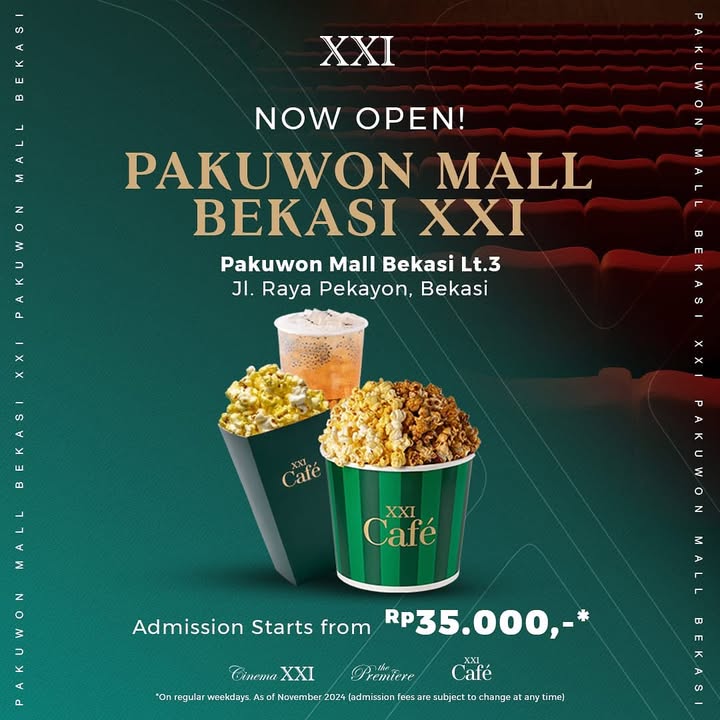 XXI
NOW OPEN!
PAKUWON MALL
BEKASI XXI
Pakuwon Mall Bekasi Lt.3
Jl. Raya Pekayon, Bekasi
XXI
Café
XXI
Café
Admission Starts from Rp35.000,-*
Cinema XXI
the Premiere
XXI
Café
*On regular weekdays. As of November 2024 (admission fees are subject to change at any time)
PAKUWON MALL BEKASI XXI PAKUWON MALL BEKASI
PAKUWON MALL BEKASI XXI PAKUWON MALL BEKASI